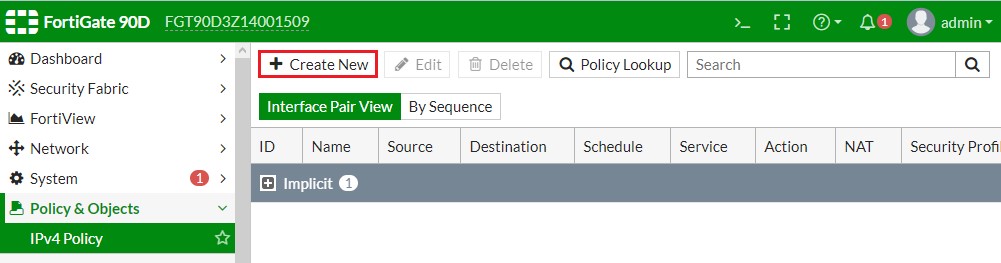 FortiGate 90D FGT90D3Z14001509 >_ 1 admin
Dashboard
Security Fabric
FortiView
Network
System 1
Policy & Objects
IPv4 Policy
+ Create New Edit Delete Policy Lookup Search
Interface Pair View By Sequence
ID Name Source Destination Schedule Service Action NAT Security Profil
Implicit 1